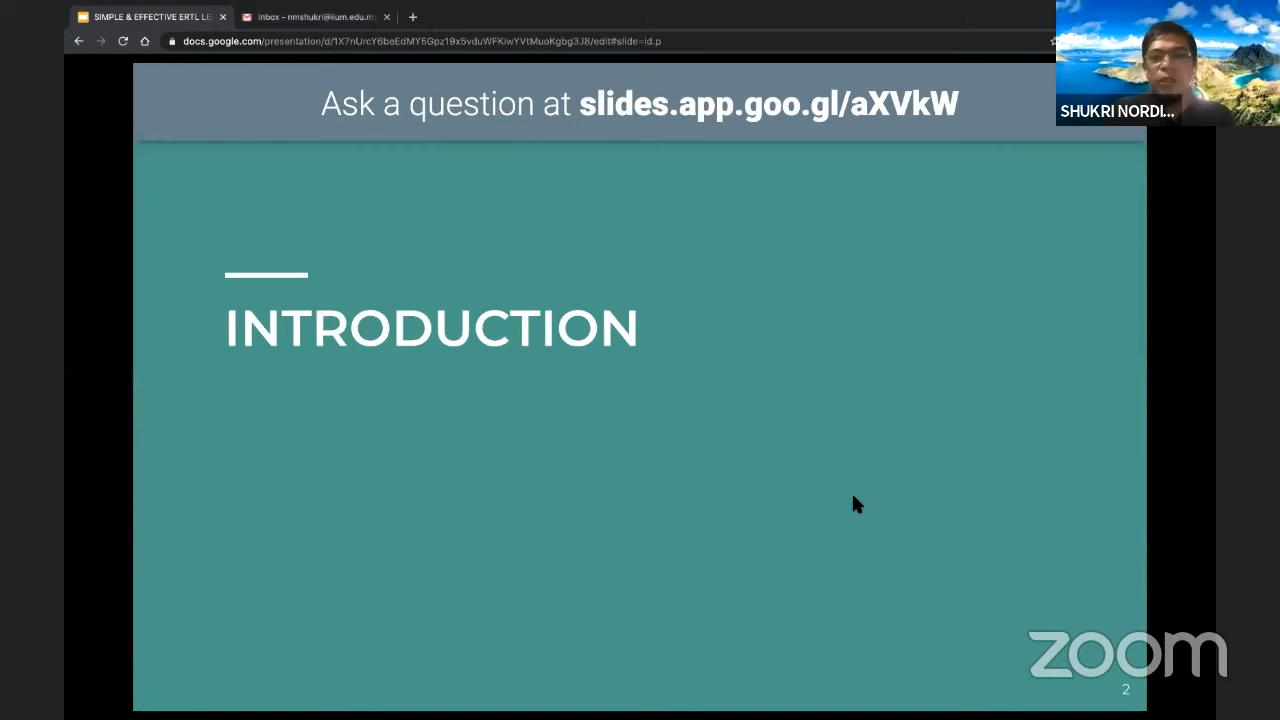 SIMPLE & EFFECTIVE ERTL LE
Inbox - nmshukri@iium.edu.m
docs.google.com/presentation/d/1X7nUrcY6beEdMY5Gpz19x5vduWFKiwYVtMuoKgbg3J8/edit#slide=id.p
Ask a question at slides.app.goo.gl/aXVkW
SHUKRI NORDI...
INTRODUCTION
zoom
2